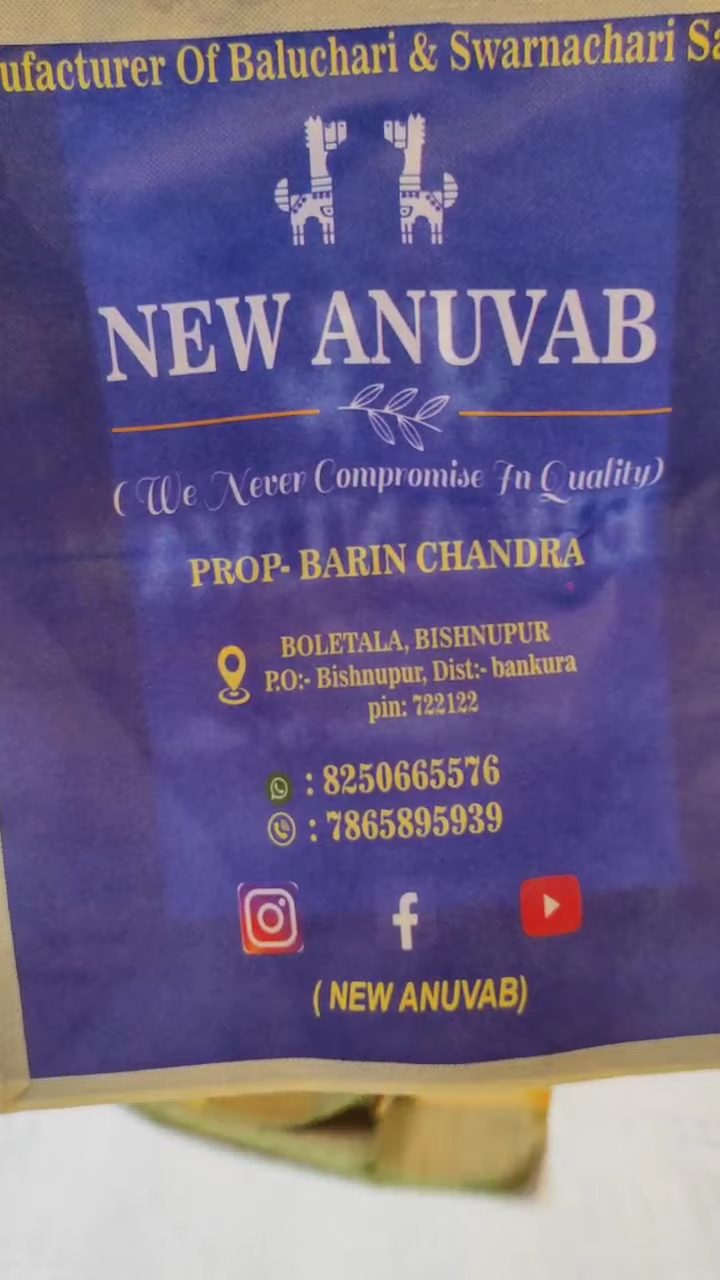 ufacturer Of Baluchari & Swarnachari Sa
NEW ANUVAB
( We Never Compromise In Quality)
PROP- BARIN CHANDRA
BOLETALA, BISHNUPUR
P.O:- Bishnupur, Dist:- bankura
pin: 722122
: 8250665576
: 7865895939
( NEW ANUVAB)